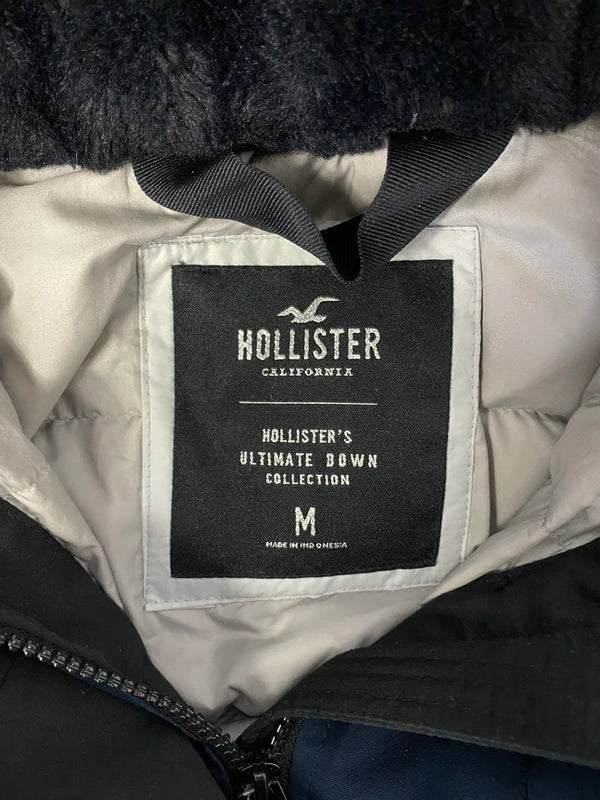 HOLLISTER
CALIFORNIA
HOLLISTER'S
ULTIMATE DOWN
COLLECTION
M
MADE IN INDONESIA